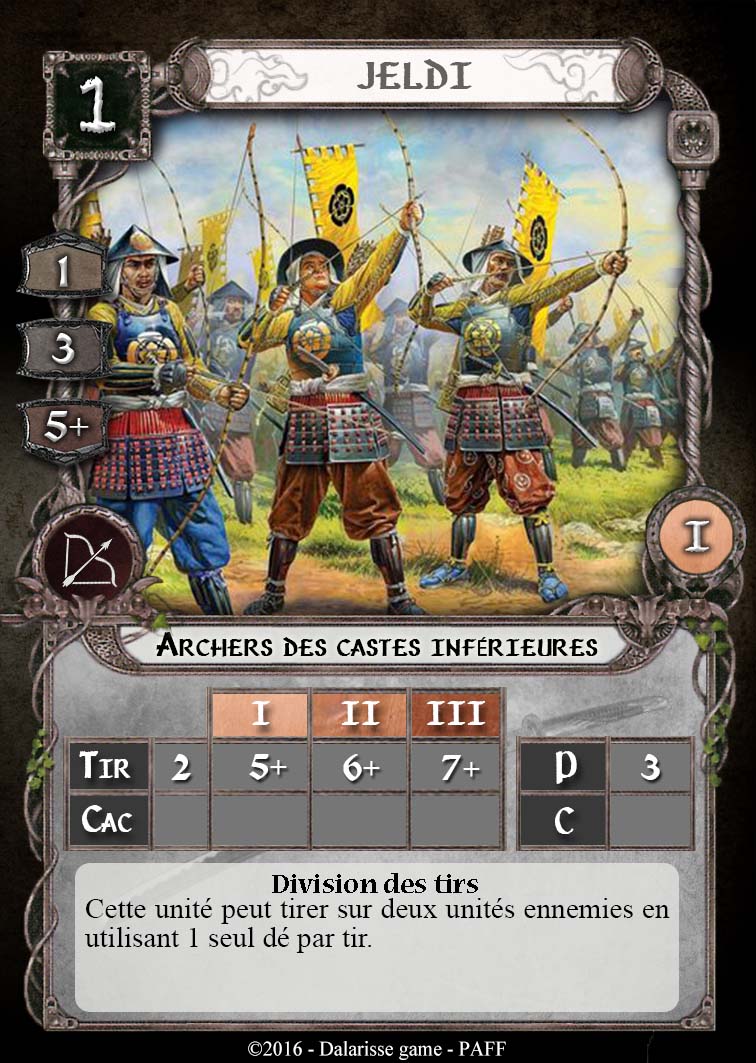 1
JELDI
1
3
5+
I
ARCHERS DES CASTES INFÉRIEURES
I II III
TIR 2 5+ 6+ 7+ P 3
CAC C
Division des tirs
Cette unité peut tirer sur deux unités ennemies en
utilisant 1 seul dé par tir.
©2016 - Dalarisse game - PAFF